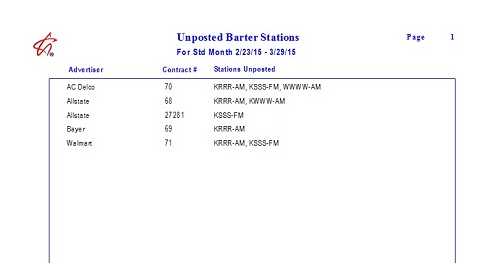 Unposted Barter Stations Page 1
For Std Month 2/23/15 - 3/29/15
Advertiser Contract # Stations Unposted
AC Delco 70 KRRR-AM, KSSS-FM, WWWW-AM
Allstate 68 KRRR-AM, KWWW-AM
Allstate 27281 KSSS-FM
Bayer 69 KRRR-AM
Walmart 71 KRRR-AM, KSSS-FM